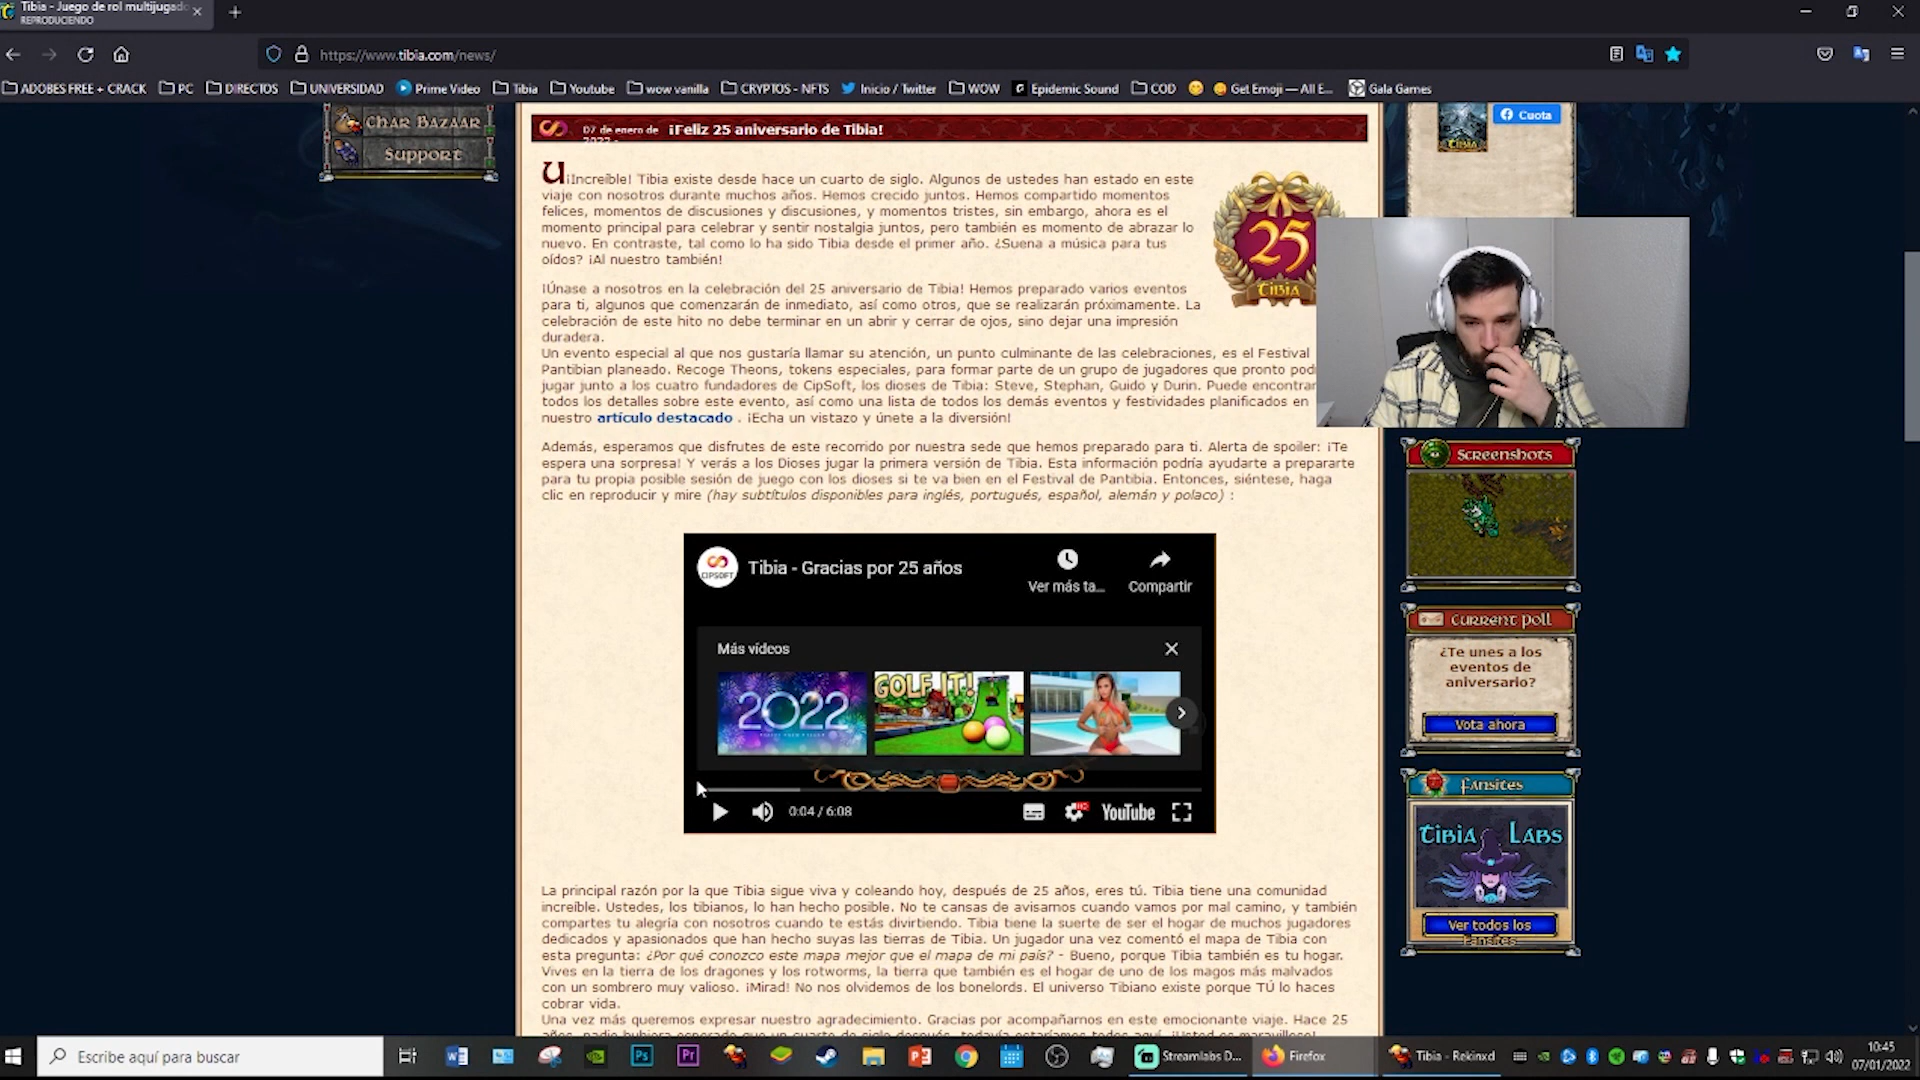 Tibia - Juego de rol multijugado
REPRODUCIENDO
https://www.tibia.com/news/
ADOBES FREE + CRACK
PC
DIRECTOS
UNIVERSIDAD
Prime Video
Tibia
Youtube
wow vanilla
CRYPTOS - NFTS
Inicio / Twitter
WOW
Epidemic Sound
COD
Get Emoji — All E...
Gala Games
Char Bazaar
Support
07 de enero de
2022 -
¡Feliz 25 aniversario de Tibia!
U¡Increíble! Tibia existe desde hace un cuarto de siglo. Algunos de ustedes han estado en este
viaje con nosotros durante muchos años. Hemos crecido juntos. Hemos compartido momentos
felices, momentos de discusiones y discusiones, y momentos tristes, sin embargo, ahora es el
momento principal para celebrar y sentir nostalgia juntos, pero también es momento de abrazar lo
nuevo. En contraste, tal como lo ha sido Tibia desde el primer año. ¿Suena a música para tus
oídos? ¡Al nuestro también!
25
TIBIA
¡Únase a nosotros en la celebración del 25 aniversario de Tibia! Hemos preparado varios eventos
para ti, algunos que comenzarán de inmediato, así como otros, que se realizarán próximamente. La
celebración de este hito no debe terminar en un abrir y cerrar de ojos, sino dejar una impresión
duradera.
Un evento especial al que nos gustaría llamar su atención, un punto culminante de las celebraciones, es el Festival
Pantibian planeado. Recoge Theons, tokens especiales, para formar parte de un grupo de jugadores que pronto pod
jugar junto a los cuatro fundadores de CipSoft, los dioses de Tibia: Steve, Stephan, Guido y Durin. Puede encontrar
todos los detalles sobre este evento, así como una lista de todos los demás eventos y festividades planificados en
nuestro artículo destacado . ¡Echa un vistazo y únete a la diversión!
Además, esperamos que disfrutes de este recorrido por nuestra sede que hemos preparado para ti. Alerta de spoiler: ¡Te
espera una sorpresa! Y verás a los Dioses jugar la primera versión de Tibia. Esta información podría ayudarte a prepararte
para tu propia posible sesión de juego con los dioses si te va bien en el Festival de Pantibia. Entonces, siéntese, haga
clic en reproducir y mire (hay subtítulos disponibles para inglés, portugués, español, alemán y polaco) :
CIPSOFT
Tibia - Gracias por 25 años
Ver más ta...
Compartir
Más vídeos
2022
GOLF IT!
0:04 / 6:08
HD
YouTube
La principal razón por la que Tibia sigue viva y coleando hoy, después de 25 años, eres tú. Tibia tiene una comunidad
increíble. Ustedes, los tibianos, lo han hecho posible. No te cansas de avisarnos cuando vamos por mal camino, y también
compartes tu alegría con nosotros cuando te estás divirtiendo. Tibia tiene la suerte de ser el hogar de muchos jugadores
dedicados y apasionados que han hecho suyas las tierras de Tibia. Un jugador una vez comentó el mapa de Tibia con
esta pregunta: ¿Por qué conozco este mapa mejor que el mapa de mi país? - Bueno, porque Tibia también es tu hogar.
Vives en la tierra de los dragones y los rotworms, la tierra que también es el hogar de uno de los magos más malvados
con un sombrero muy valioso. ¡Mirad! No nos olvidemos de los bonelords. El universo Tibiano existe porque TÚ lo haces
cobrar vida.
Una vez más queremos expresar nuestro agradecimiento. Gracias por acompañarnos en este emocionante viaje. Hace 25
años, nadie hubiera esperado que un cuarto de siglo después, todavía estaríamos todos aquí. ¡Usted es maravilloso!
TIBIA
Cuota
Screenshots
Current Poll
¿Te unes a los
eventos de
aniversario?
Vota ahora
Fansites
Tibia Labs
Ver todos los
Fansites
Escribe aquí para buscar
Streamlabs D...
Firefox
Tibia - Rekinxd
10:45
07/01/2022